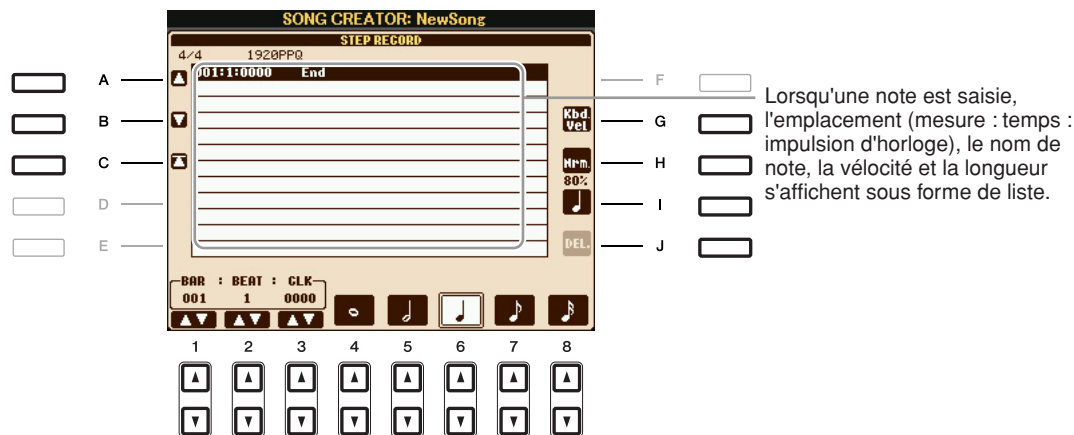 SONG CREATOR: NewSong
STEP RECORD
4/4 1920PPQ
001:1:0000 End
A
B
C
D
E
F
G
H
I
J
Kbd. Vel
Nrm.
80%
DEL.
Lorsqu'une note est saisie,
l'emplacement (mesure : temps :
impulsion d'horloge), le nom de
note, la vélocité et la longueur
s'affichent sous forme de liste.
BAR : BEAT : CLK
001 1 0000
1 2 3 4 5 6 7 8